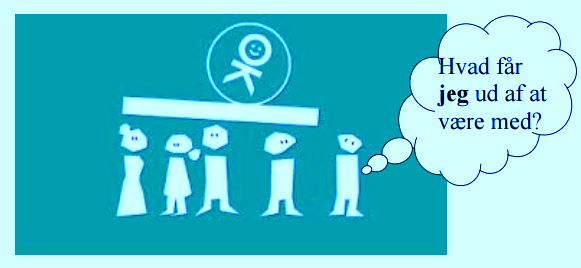 Hvad får
jeg ud af at
være med?